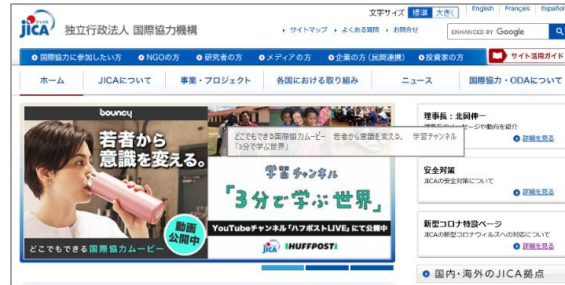 文字サイズ 標準 大きく English Français Español
JICA 独立行政法人 国際協力機構
サイトマップ よくある質問 お問合せ
ENHANCED BY Google
国際協力に参加したい方 NGOの方 研究者の方 メディアの方 企業の方 (民間連携) 投資家の方 サイト活用ガイド
ホーム JICAについて 事業・プロジェクト 各国における取り組み ニュース 国際協力・ODAについて
bouncy
若者から
意識を変える。
動画
公開中
どこでもできる国際協力ムービー
どこでもできる国際協力ムービー 若者から意識を変える。 学習チャンネル
「3分で学ぶ世界」
学習チャンネル
「3分で学ぶ世界」
YouTubeチャンネル「ハフポストLIVE」にて公開中
JICA HUFFPOST
理事長：北岡伸一
詳細を見る
安全対策
JICAの安全対策について
詳細を見る
新型コロナ特設ページ
JICAの新型コロナウイルスへの対応について
詳細を見る
国内・海外のJICA拠点